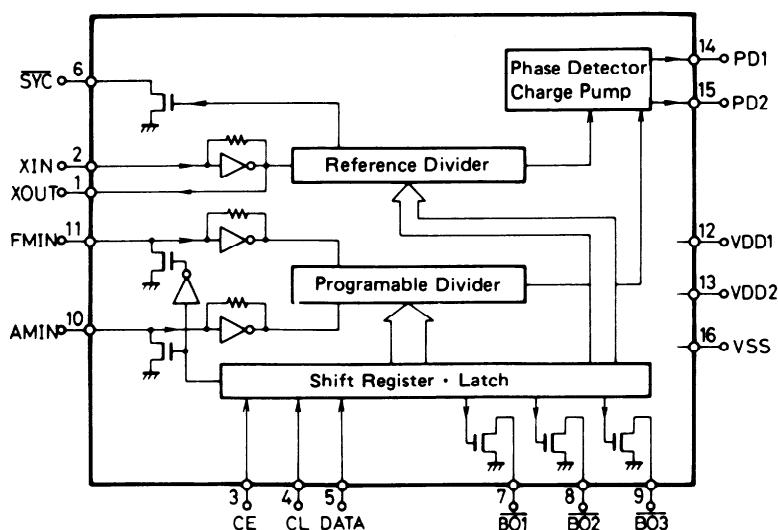 6
SYC
14
PD1
Phase Detector
Charge Pump
15
PD2
2
XIN
Reference Divider
1
XOUT
11
FMIN
12
VDD1
Programable Divider
13
VDD2
10
AMIN
16
VSS
Shift Register · Latch
3 4 5 7 8 9
CE CL DATA BO1 BO2 BO3